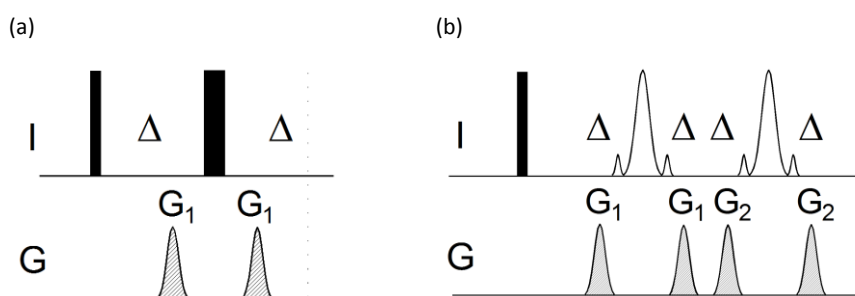 (a)
(b)
I Δ Δ
G₁ G₁
G
I Δ Δ Δ Δ
G₁ G₁ G₂ G₂
G